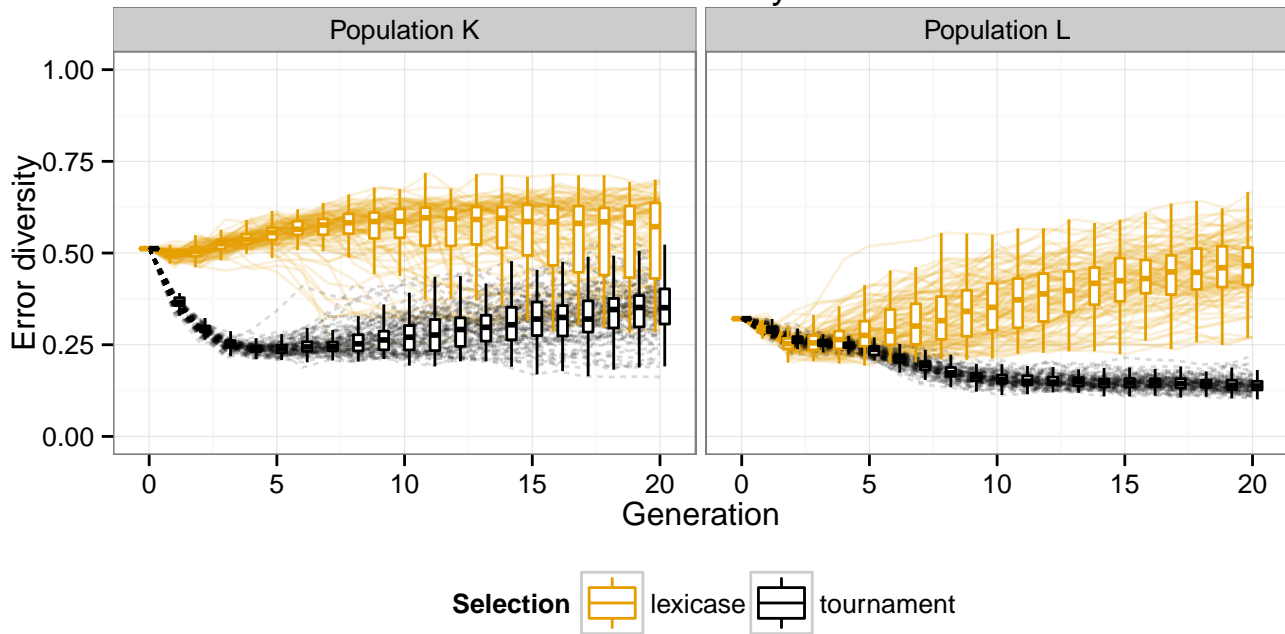 y
Population K Population L
1.00
0.75
0.50
0.25
0.00
Error diversity
0 5 10 15 20 0 5 10 15 20
Generation
Selection lexicase tournament